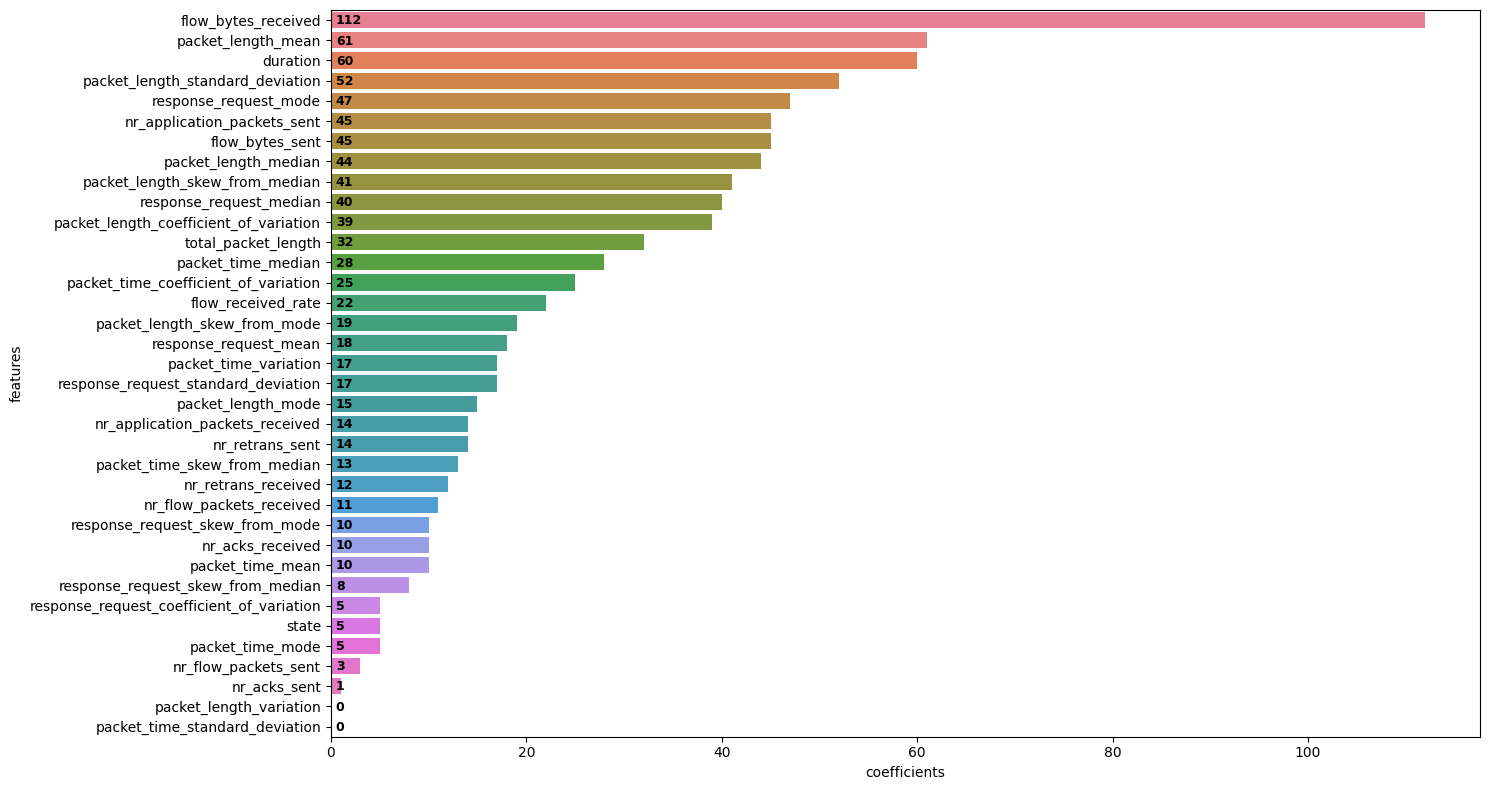 flow_bytes_received 112
packet_length_mean 61
duration 60
packet_length_standard_deviation 52
response_request_mode 47
nr_application_packets_sent 45
flow_bytes_sent 45
packet_length_median 44
packet_length_skew_from_median 41
response_request_median 40
packet_length_coefficient_of_variation 39
total_packet_length 32
packet_time_median 28
packet_time_coefficient_of_variation 25
flow_received_rate 22
packet_length_skew_from_mode 19
response_request_mean 18
packet_time_variation 17
response_request_standard_deviation 17
packet_length_mode 15
nr_application_packets_received 14
nr_retrans_sent 14
packet_time_skew_from_median 13
nr_retrans_received 12
nr_flow_packets_received 11
response_request_skew_from_mode 10
nr_acks_received 10
packet_time_mean 10
response_request_skew_from_median 8
response_request_coefficient_of_variation 5
state 5
packet_time_mode 5
nr_flow_packets_sent 3
nr_acks_sent 1
packet_length_variation 0
packet_time_standard_deviation 0
features
0 20 40 60 80 100
coefficients